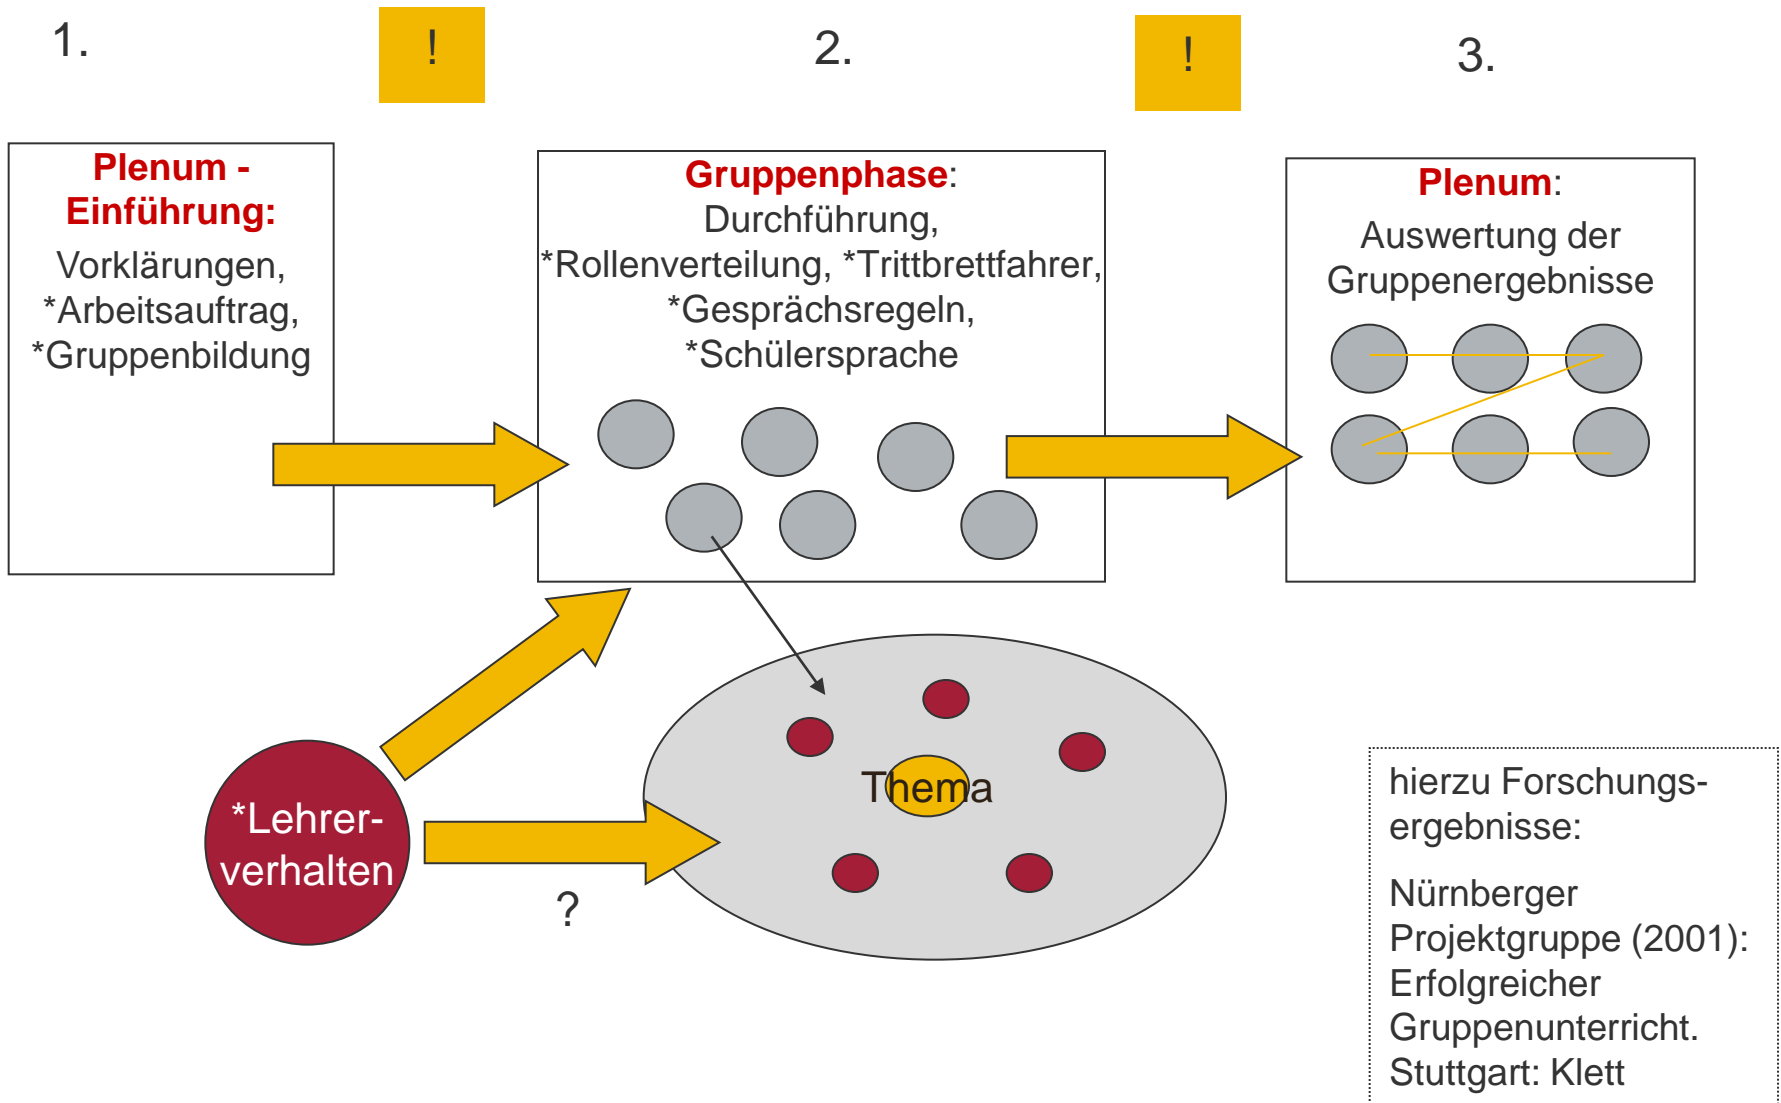 1.
!
2.
!
3.
Plenum -
Einführung:
Vorklärungen,
*Arbeitsauftrag,
*Gruppenbildung
Gruppenphase:
Durchführung,
*Rollenverteilung, *Trittbrettfahrer,
*Gesprächsregeln,
*Schülersprache
Plenum:
Auswertung der
Gruppenergebnisse
*Lehrer-
verhalten
?
Thema
hierzu Forschungs-
ergebnisse:
Nürnberger
Projektgruppe (2001):
Erfolgreicher
Gruppenunterricht.
Stuttgart: Klett